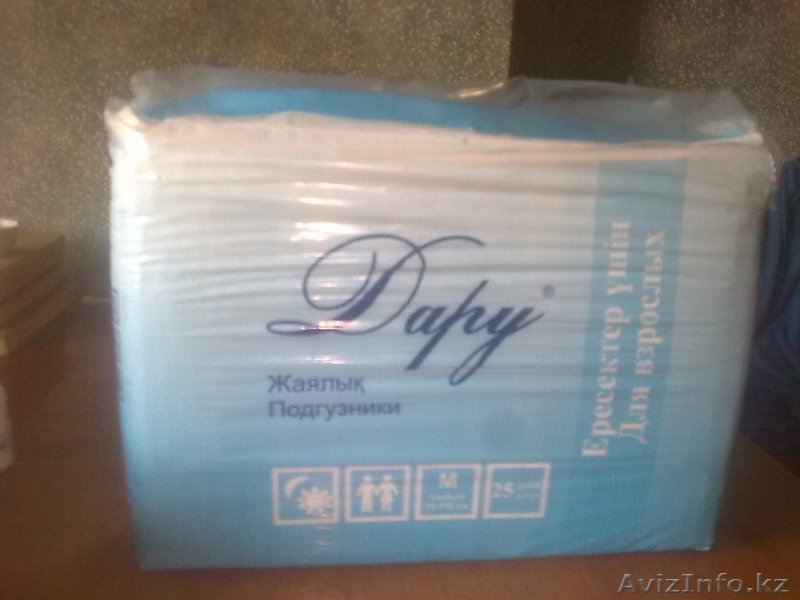 Дару®
Жаялық
Подгузники
Ересектер үшін
Для взрослых
M
25
AvizInfo.kz